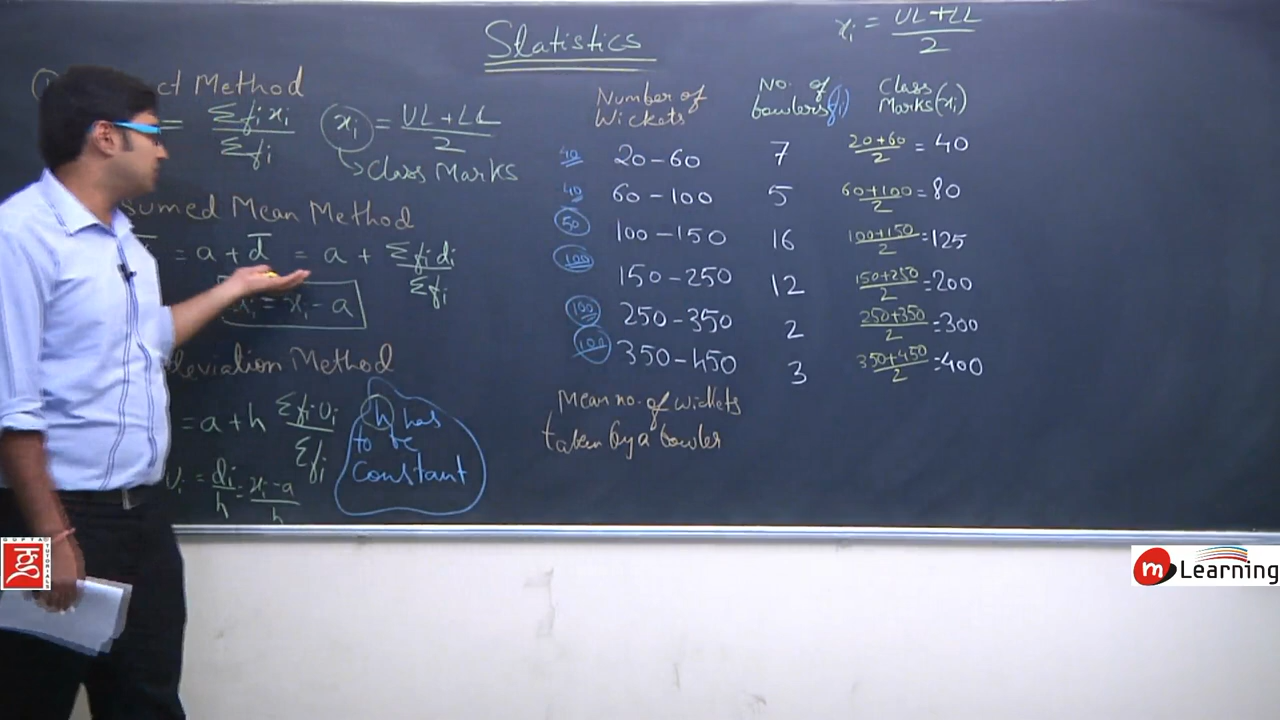 Statistics
xi = UL+LL / 2
ct Method
= Σfixi / Σfi
xi = UL+LL / 2
Class Marks
sumed Mean Method
= a + d̄ = a + Σfidi / Σfi
= xi - a
deviation Method
= a+h Σfiui / Σfi
Ui = di / h = xi-a / h
h has
to be
constant
Number of Wickets No. of bowlers(fi) Class Marks(xi)
40 20-60 7 20+60 / 2 = 40
40 60-100 5 60+100 / 2 = 80
50 100-150 16 100+150 / 2 = 125
100 150-250 12 150+250 / 2 = 200
100 250-350 2 250+350 / 2 = 300
100 350-450 3 350+450 / 2 = 400
Mean no. of wickets
taken by a bowler
GUPTA TUTORIALS
m Learning